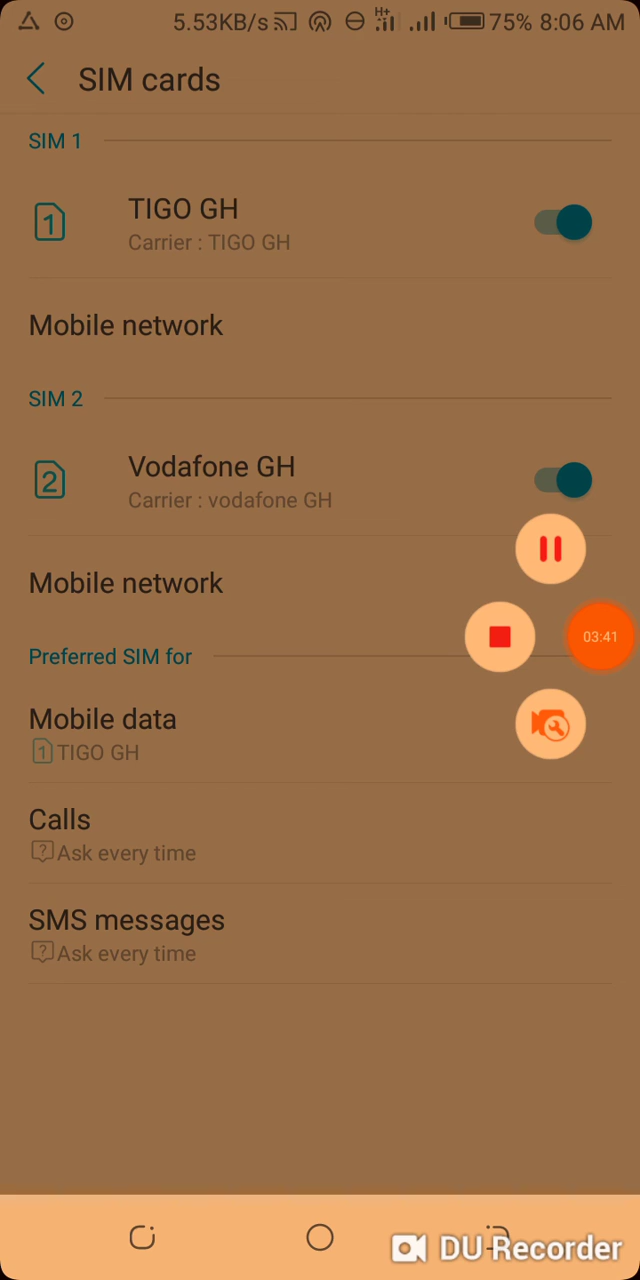 5.53KB/s H+ 75% 8:06 AM
SIM cards
SIM 1
1 TIGO GH
Carrier : TIGO GH
Mobile network
SIM 2
2 Vodafone GH
Carrier : vodafone GH
Mobile network
03:41
Preferred SIM for
Mobile data
1 TIGO GH
Calls
? Ask every time
SMS messages
? Ask every time
DU Recorder